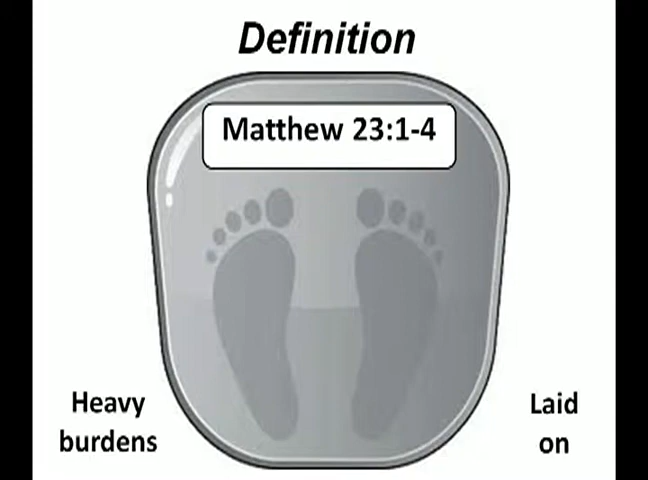 Definition
Matthew 23:1-4
Heavy
burdens
Laid
on